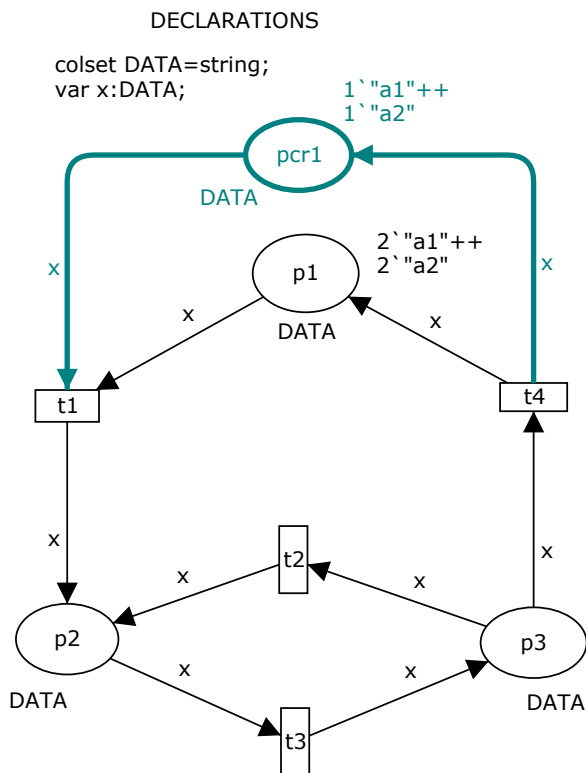 DECLARATIONS
colset DATA=string;
var x:DATA;
1`"a1"++
1`"a2"
pcr1
DATA
x
x
2`"a1"++
2`"a2"
p1
DATA
x
x
t1
t4
x
x
t2
x
x
p2
p3
DATA
DATA
x
x
t3